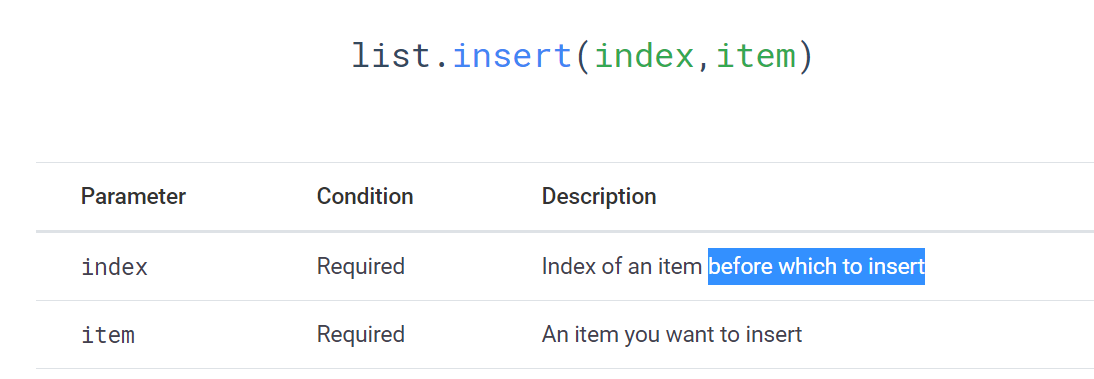 list.insert(index,item)
Parameter Condition Description
index Required Index of an item before which to insert
item Required An item you want to insert